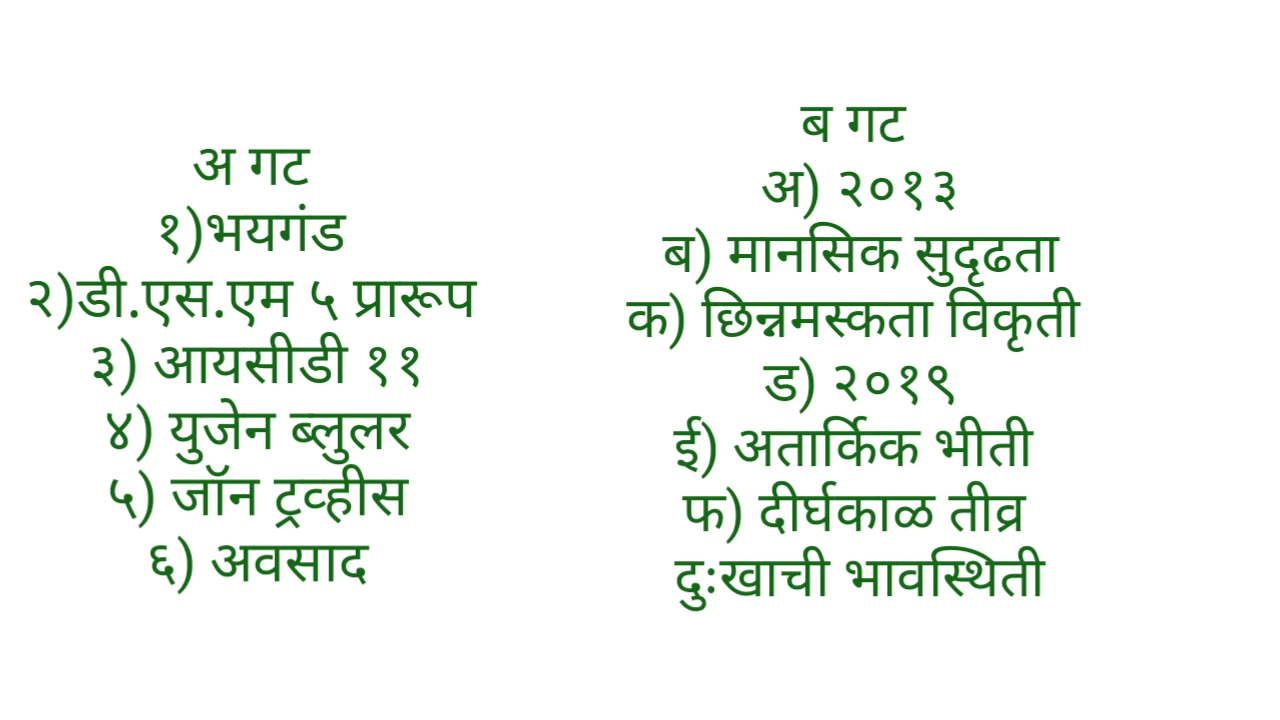 अ गट
१)भयगंड
२)डी.एस.एम ५ प्रारूप
३) आयसीडी ११
४) युजेन ब्लुलर
५) जॉन ट्रव्हीस
६) अवसाद
ब गट
अ) २०१३
ब) मानसिक सुदृढता
क) छिन्नमस्कता विकृती
ड) २०१९
ई) अतार्किक भीती
फ) दीर्घकाळ तीव्र
दुःखाची भावस्थिती